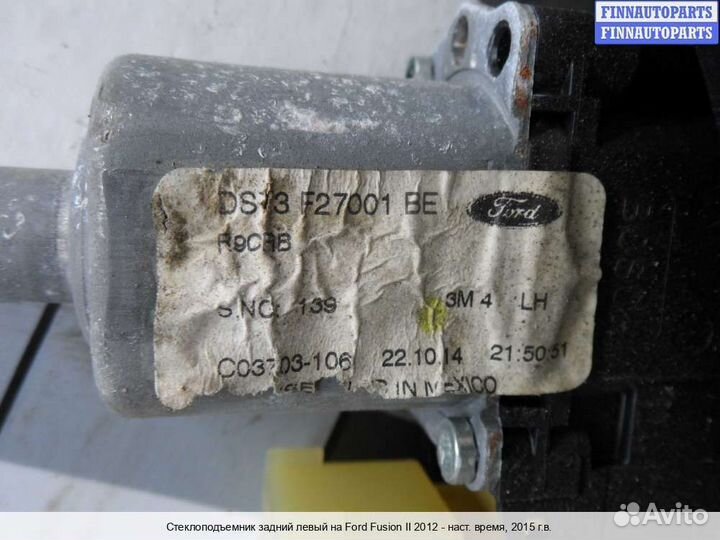 FINNAUTOPARTS
FINNAUTOPARTS
DS73 F27001 BE
Ford
R9CRB
S.NO: 139 3M 4 LH
C03703-106 22.10.14 21:50:51
IN MEXICO
Стеклоподъемник задний левый на Ford Fusion II 2012 - наст. время, 2015 г.в.
Avito